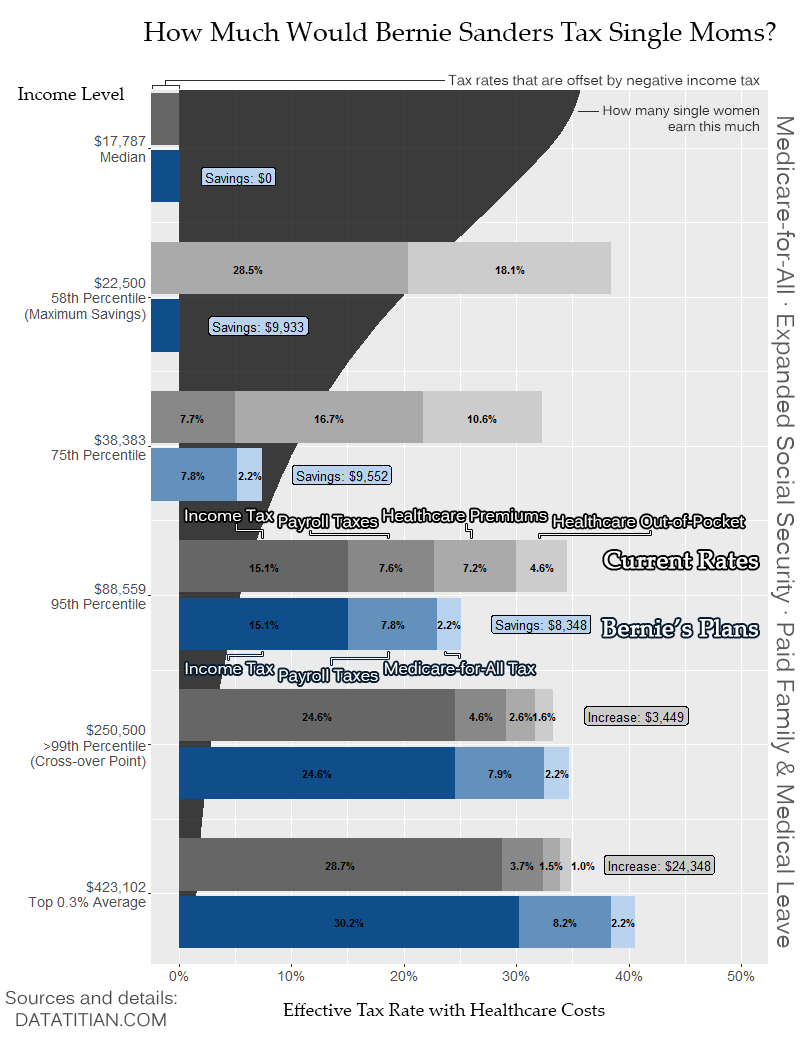 How Much Would Bernie Sanders Tax Single Moms?
Tax rates that are offset by negative income tax
Income Level
How many single women
earn this much
$17,787
Median
Savings: $0
28.5%
18.1%
$22,500
58th Percentile
(Maximum Savings)
Savings: $9,933
7.7%
16.7%
10.6%
$38,383
75th Percentile
7.8%
2.2%
Savings: $9,552
Income Tax
Payroll Taxes
Healthcare Premiums
Healthcare Out-of-Pocket
15.1%
7.6%
7.2%
4.6%
Current Rates
$88,559
95th Percentile
15.1%
7.8%
2.2%
Savings: $8,348
Bernie's Plans
Income Tax
Payroll Taxes
Medicare-for-All Tax
24.6%
4.6%
2.6%
1.6%
Increase: $3,449
$250,500
>99th Percentile
(Cross-over Point)
24.6%
7.9%
2.2%
28.7%
3.7%
1.5%
1.0%
Increase: $24,348
$423,102
Top 0.3% Average
30.2%
8.2%
2.2%
0%
10%
20%
30%
40%
50%
Effective Tax Rate with Healthcare Costs
Medicare-for-All · Expanded Social Security · Paid Family & Medical Leave
Sources and details:
DATATITIAN.COM